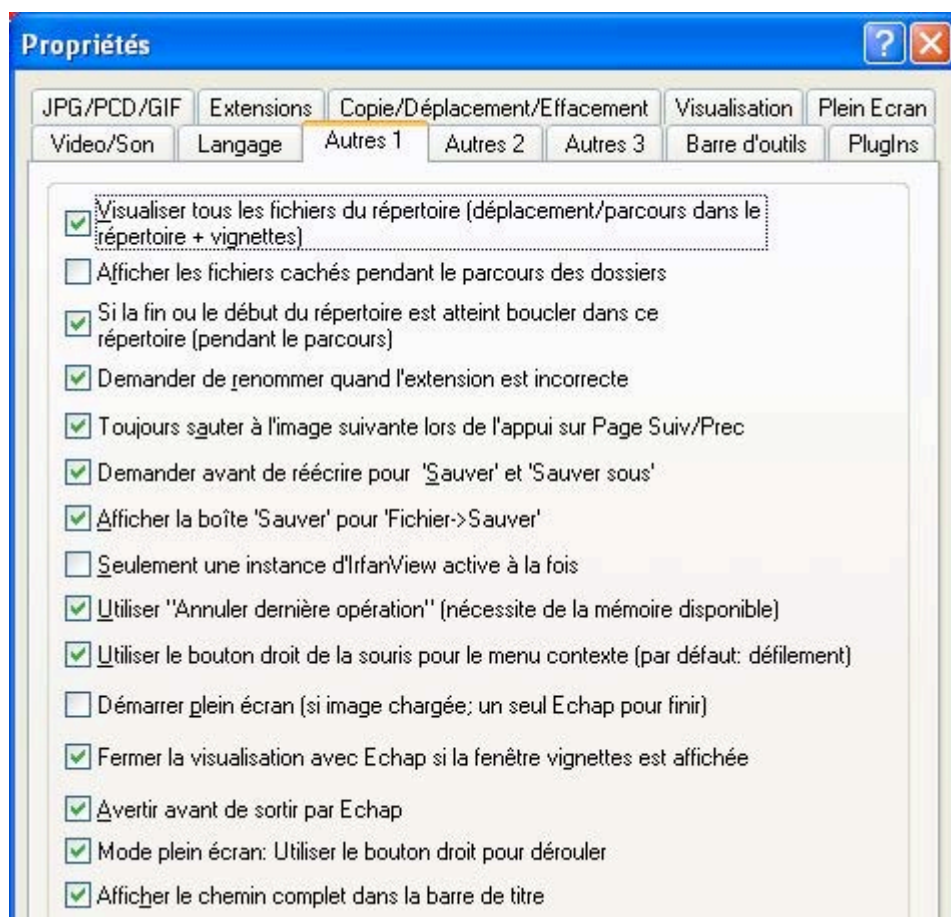 Propriétés
JPG/PCD/GIF Extensions Copie/Déplacement/Effacement Visualisation Plein Ecran
Video/Son Langage Autres 1 Autres 2 Autres 3 Barre d'outils PlugIns
Visualiser tous les fichiers du répertoire (déplacement/parcours dans le
répertoire + vignettes)
Afficher les fichiers cachés pendant le parcours des dossiers
Si la fin ou le début du répertoire est atteint boucler dans ce
répertoire (pendant le parcours)
Demander de renommer quand l'extension est incorrecte
Toujours sauter à l'image suivante lors de l'appui sur Page Suiv/Prec
Demander avant de réécrire pour 'Sauver' et 'Sauver sous'
Afficher la boîte 'Sauver' pour 'Fichier->Sauver'
Seulement une instance d'IrfanView active à la fois
Utiliser "Annuler dernière opération" (nécessite de la mémoire disponible)
Utiliser le bouton droit de la souris pour le menu contexte (par défaut: défilement)
Démarrer plein écran (si image chargée; un seul Echap pour finir)
Fermer la visualisation avec Echap si la fenêtre vignettes est affichée
Avertir avant de sortir par Echap
Mode plein écran: Utiliser le bouton droit pour dérouler
Afficher le chemin complet dans la barre de titre